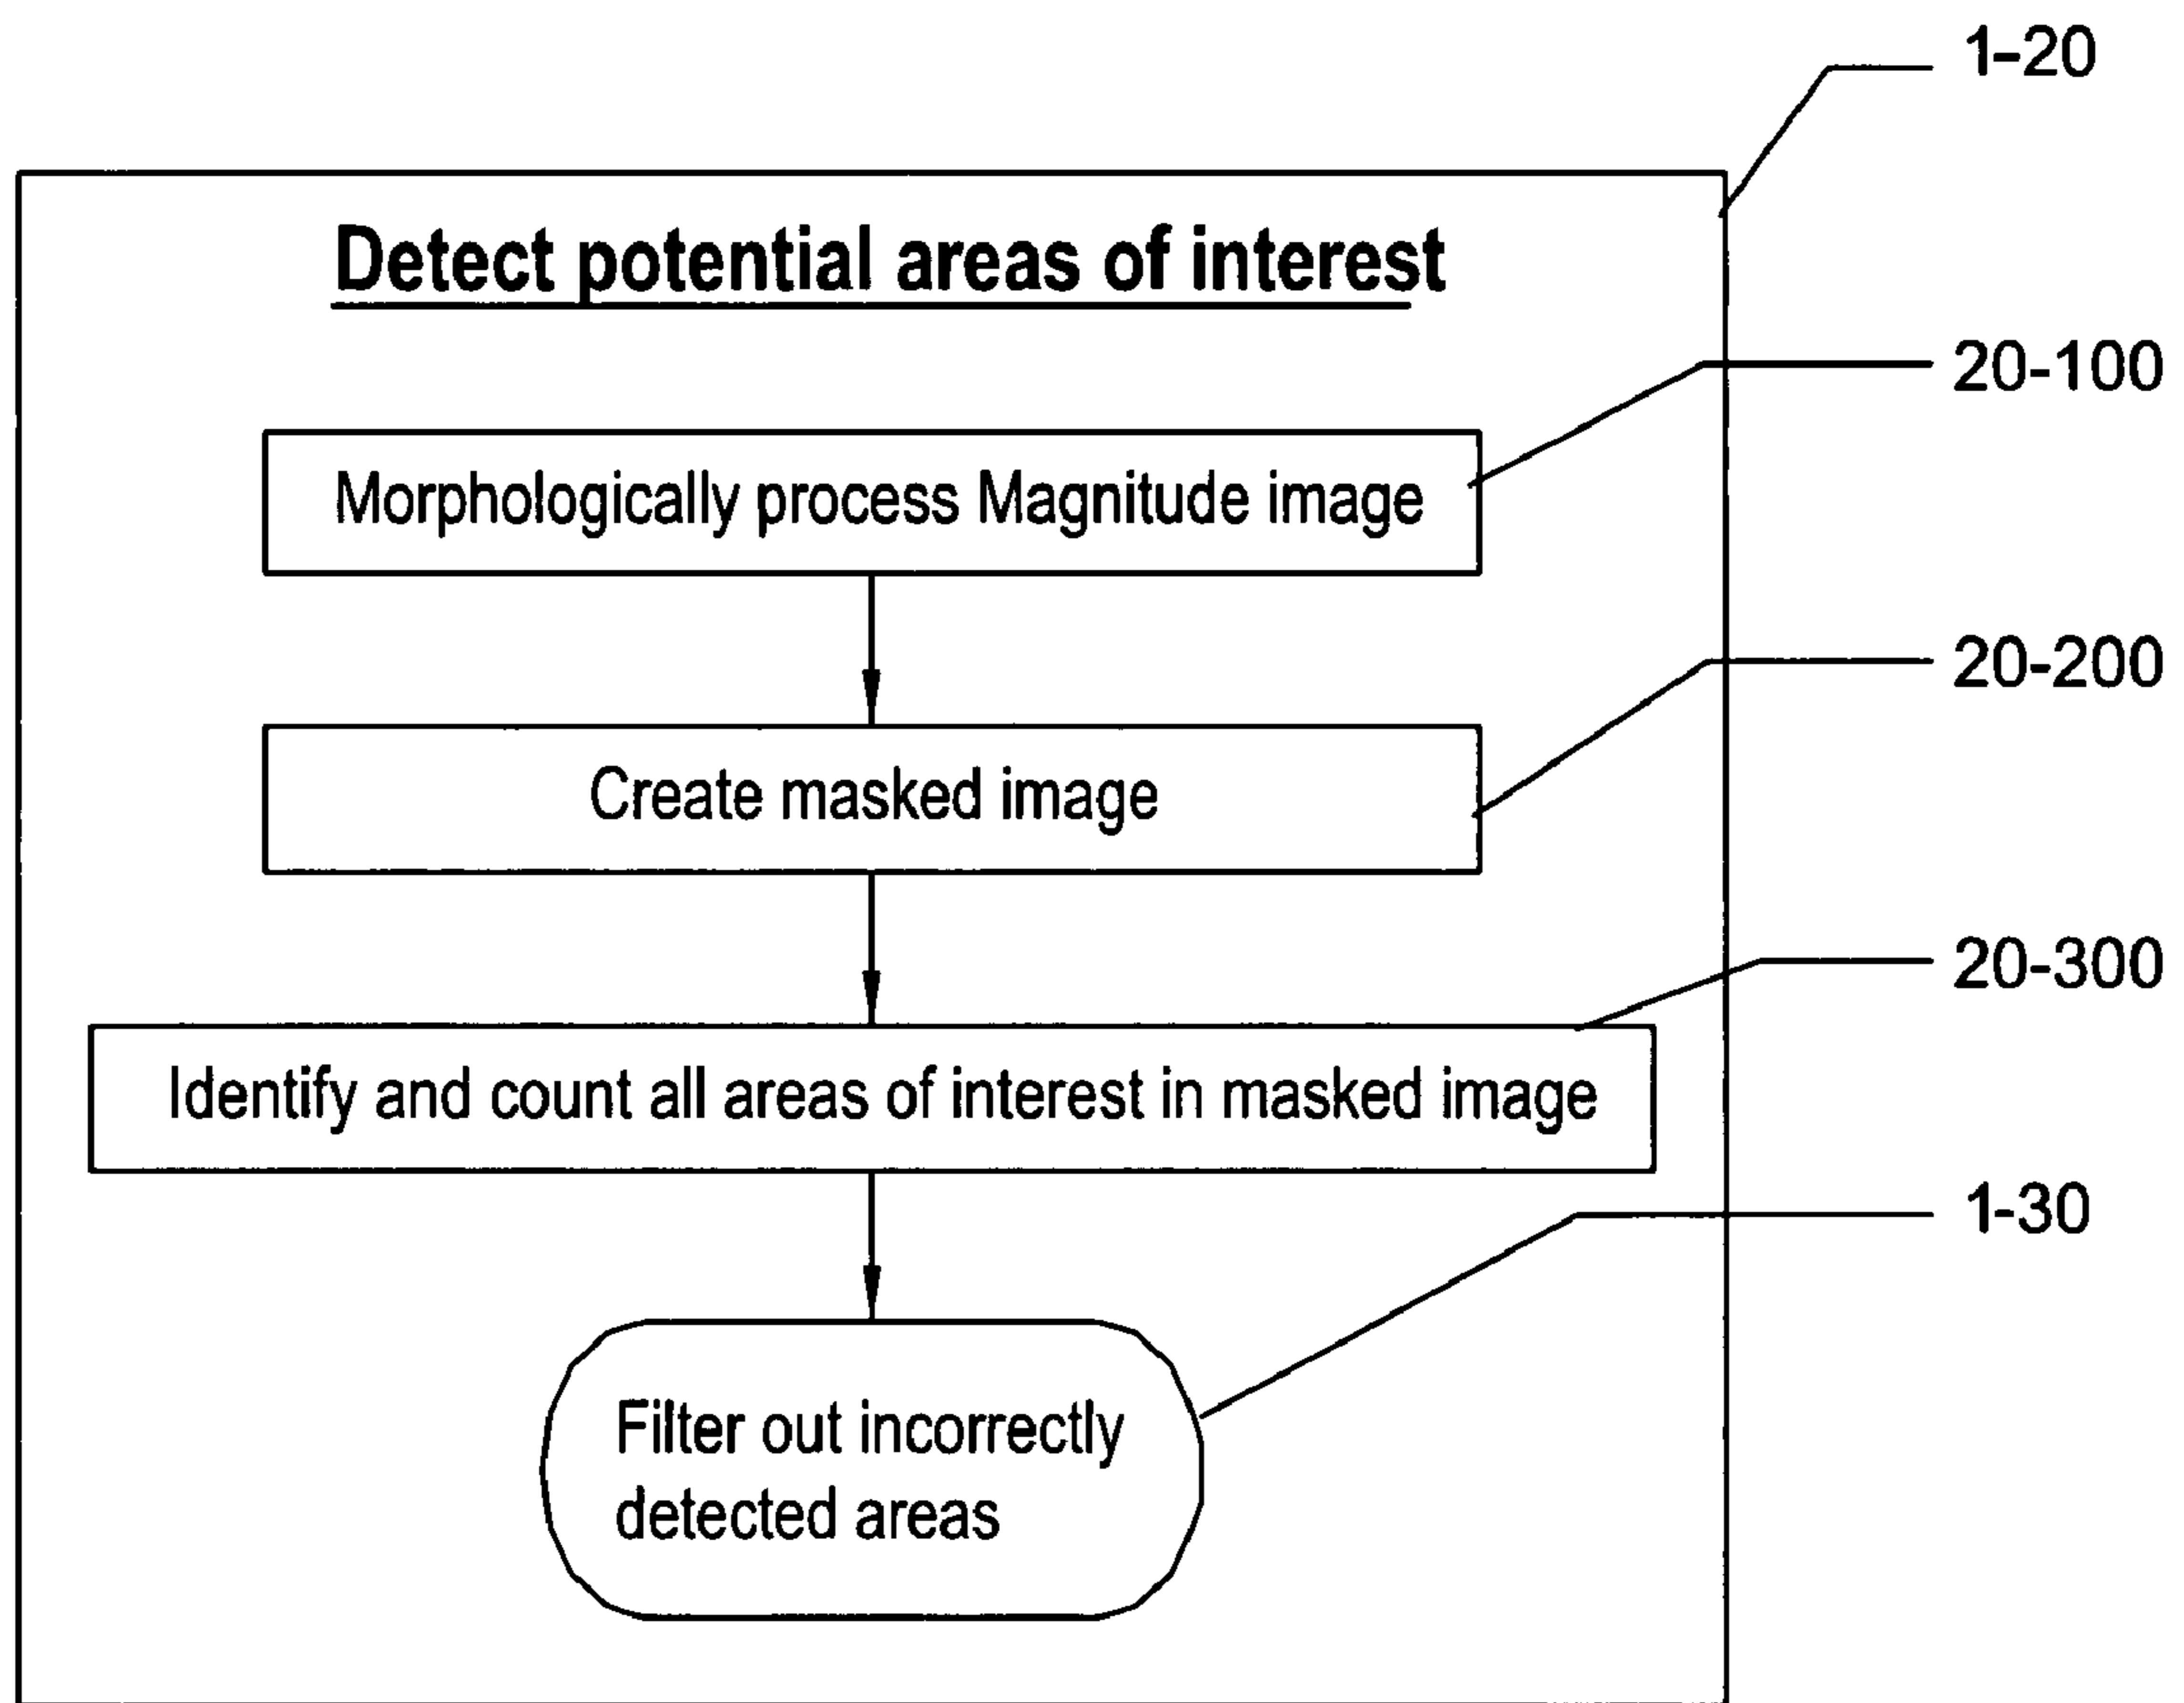 1-20
Detect potential areas of interest
20-100
Morphologically process Magnitude image
20-200
Create masked image
20-300
Identify and count all areas of interest in masked image
1-30
Filter out incorrectly
detected areas